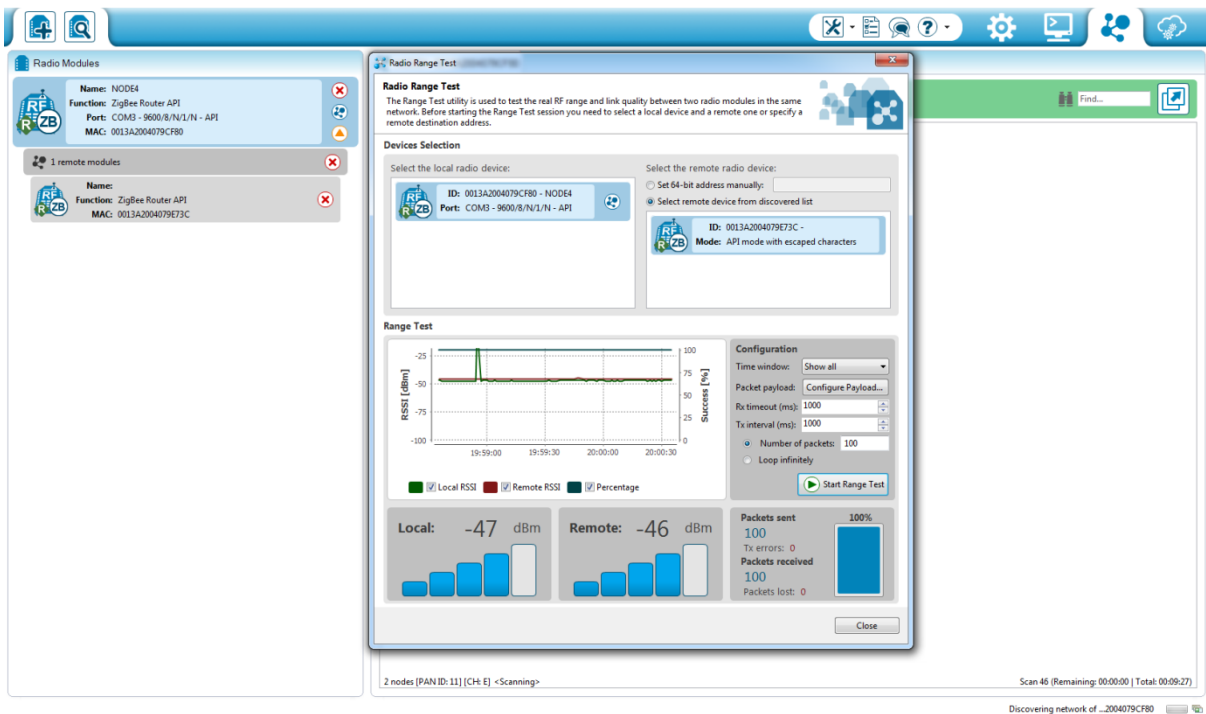 Radio Modules
Name: NODE4
Function: ZigBee Router API
Port: COM3 - 9600/8/N/1/N - API
MAC: 0013A2004079CF80
1 remote modules
Name:
Function: ZigBee Router API
MAC: 0013A2004079E73C
Find...
Radio Range Test
Radio Range Test
The Range Test utility is used to test the real RF range and link quality between two radio modules in the same
network. Before starting the Range Test session you need to select a local device and a remote one or specify a
remote destination address.
Devices Selection
Select the local radio device:
ID: 0013A2004079CF80 - NODE4
Port: COM3 - 9600/8/N/1/N - API
Select the remote radio device:
Set 64-bit address manually:
Select remote device from discovered list
ID: 0013A2004079E73C -
Mode: API mode with escaped characters
RF
R ZB
Range Test
RSSI [dBm]
-25
-50
-75
-100
100
75
50
25
0
Success [%]
19:59:00 19:59:30 20:00:00 20:00:30
Local RSSI Remote RSSI Percentage
Configuration
Time window: Show all
Packet payload: Configure Payload...
Rx timeout (ms): 1000
Tx interval (ms): 1000
Number of packets: 100
Loop infinitely
Start Range Test
Local: -47 dBm
Remote: -46 dBm
Packets sent 100%
100
Tx errors: 0
Packets received
100
Packets lost: 0
Close
2 nodes [PAN ID: 11] [CH: E] <Scanning>
Scan 46 (Remaining: 00:00:00 | Total: 00:09:27)
Discovering network of ...2004079CF80